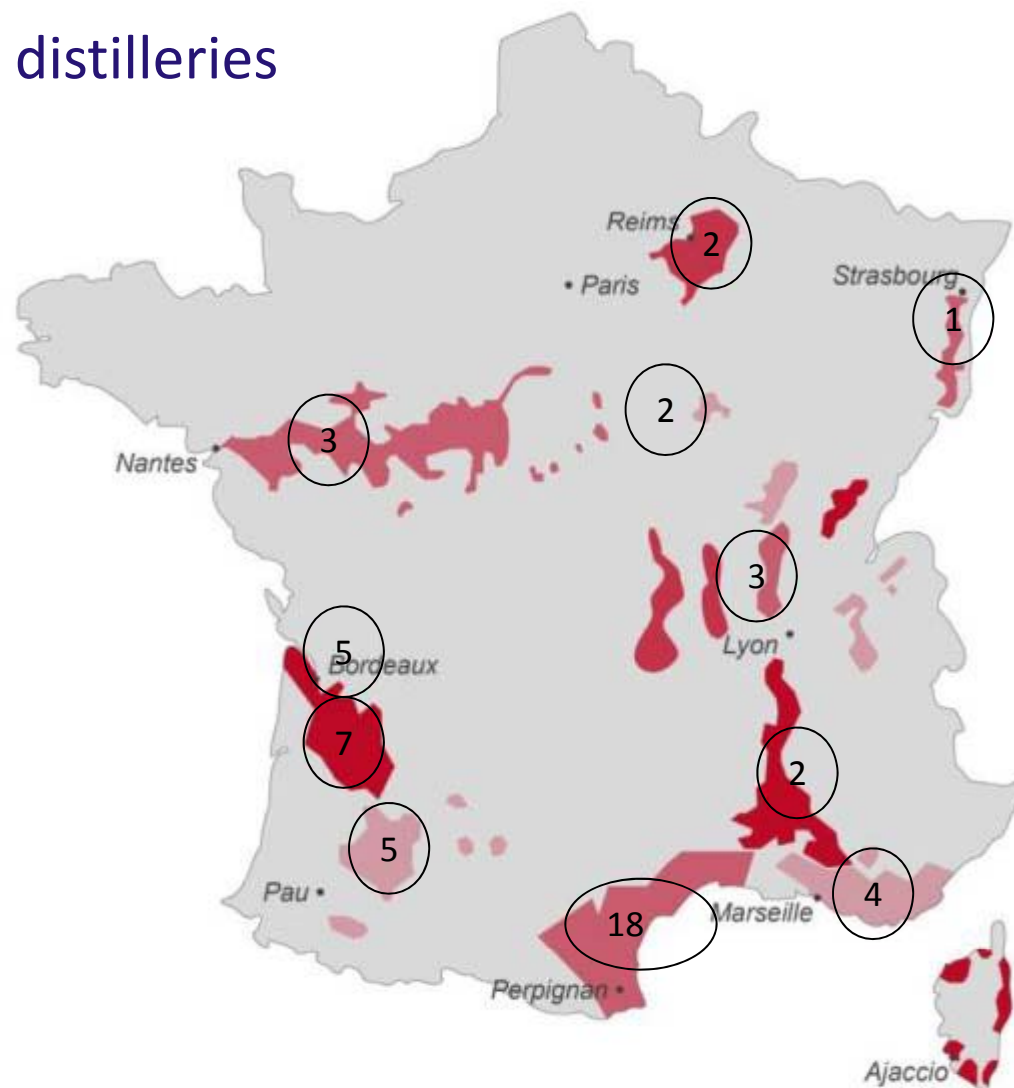 distilleries
Reims
2
Strasbourg
Paris
1
2
3
Nantes
3
Lyon
5
Bordeaux
7
2
5
Pau
4
Marseille
18
Perpignan
Ajaccio